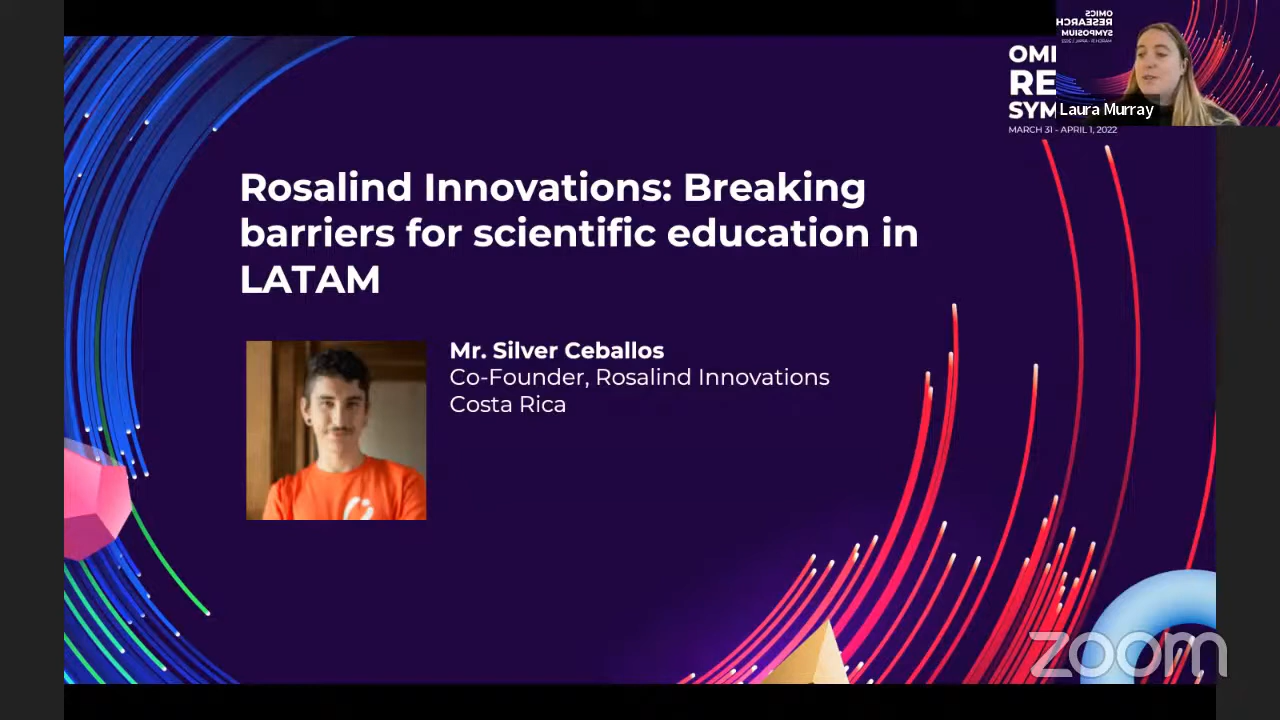 OMICS
RESEARCH
SYMPOSIUM
OMI
RE
SYM
Laura Murray
MARCH 31 - APRIL 1, 2022
Rosalind Innovations: Breaking
barriers for scientific education in
LATAM
Mr. Silver Ceballos
Co-Founder, Rosalind Innovations
Costa Rica
zoom